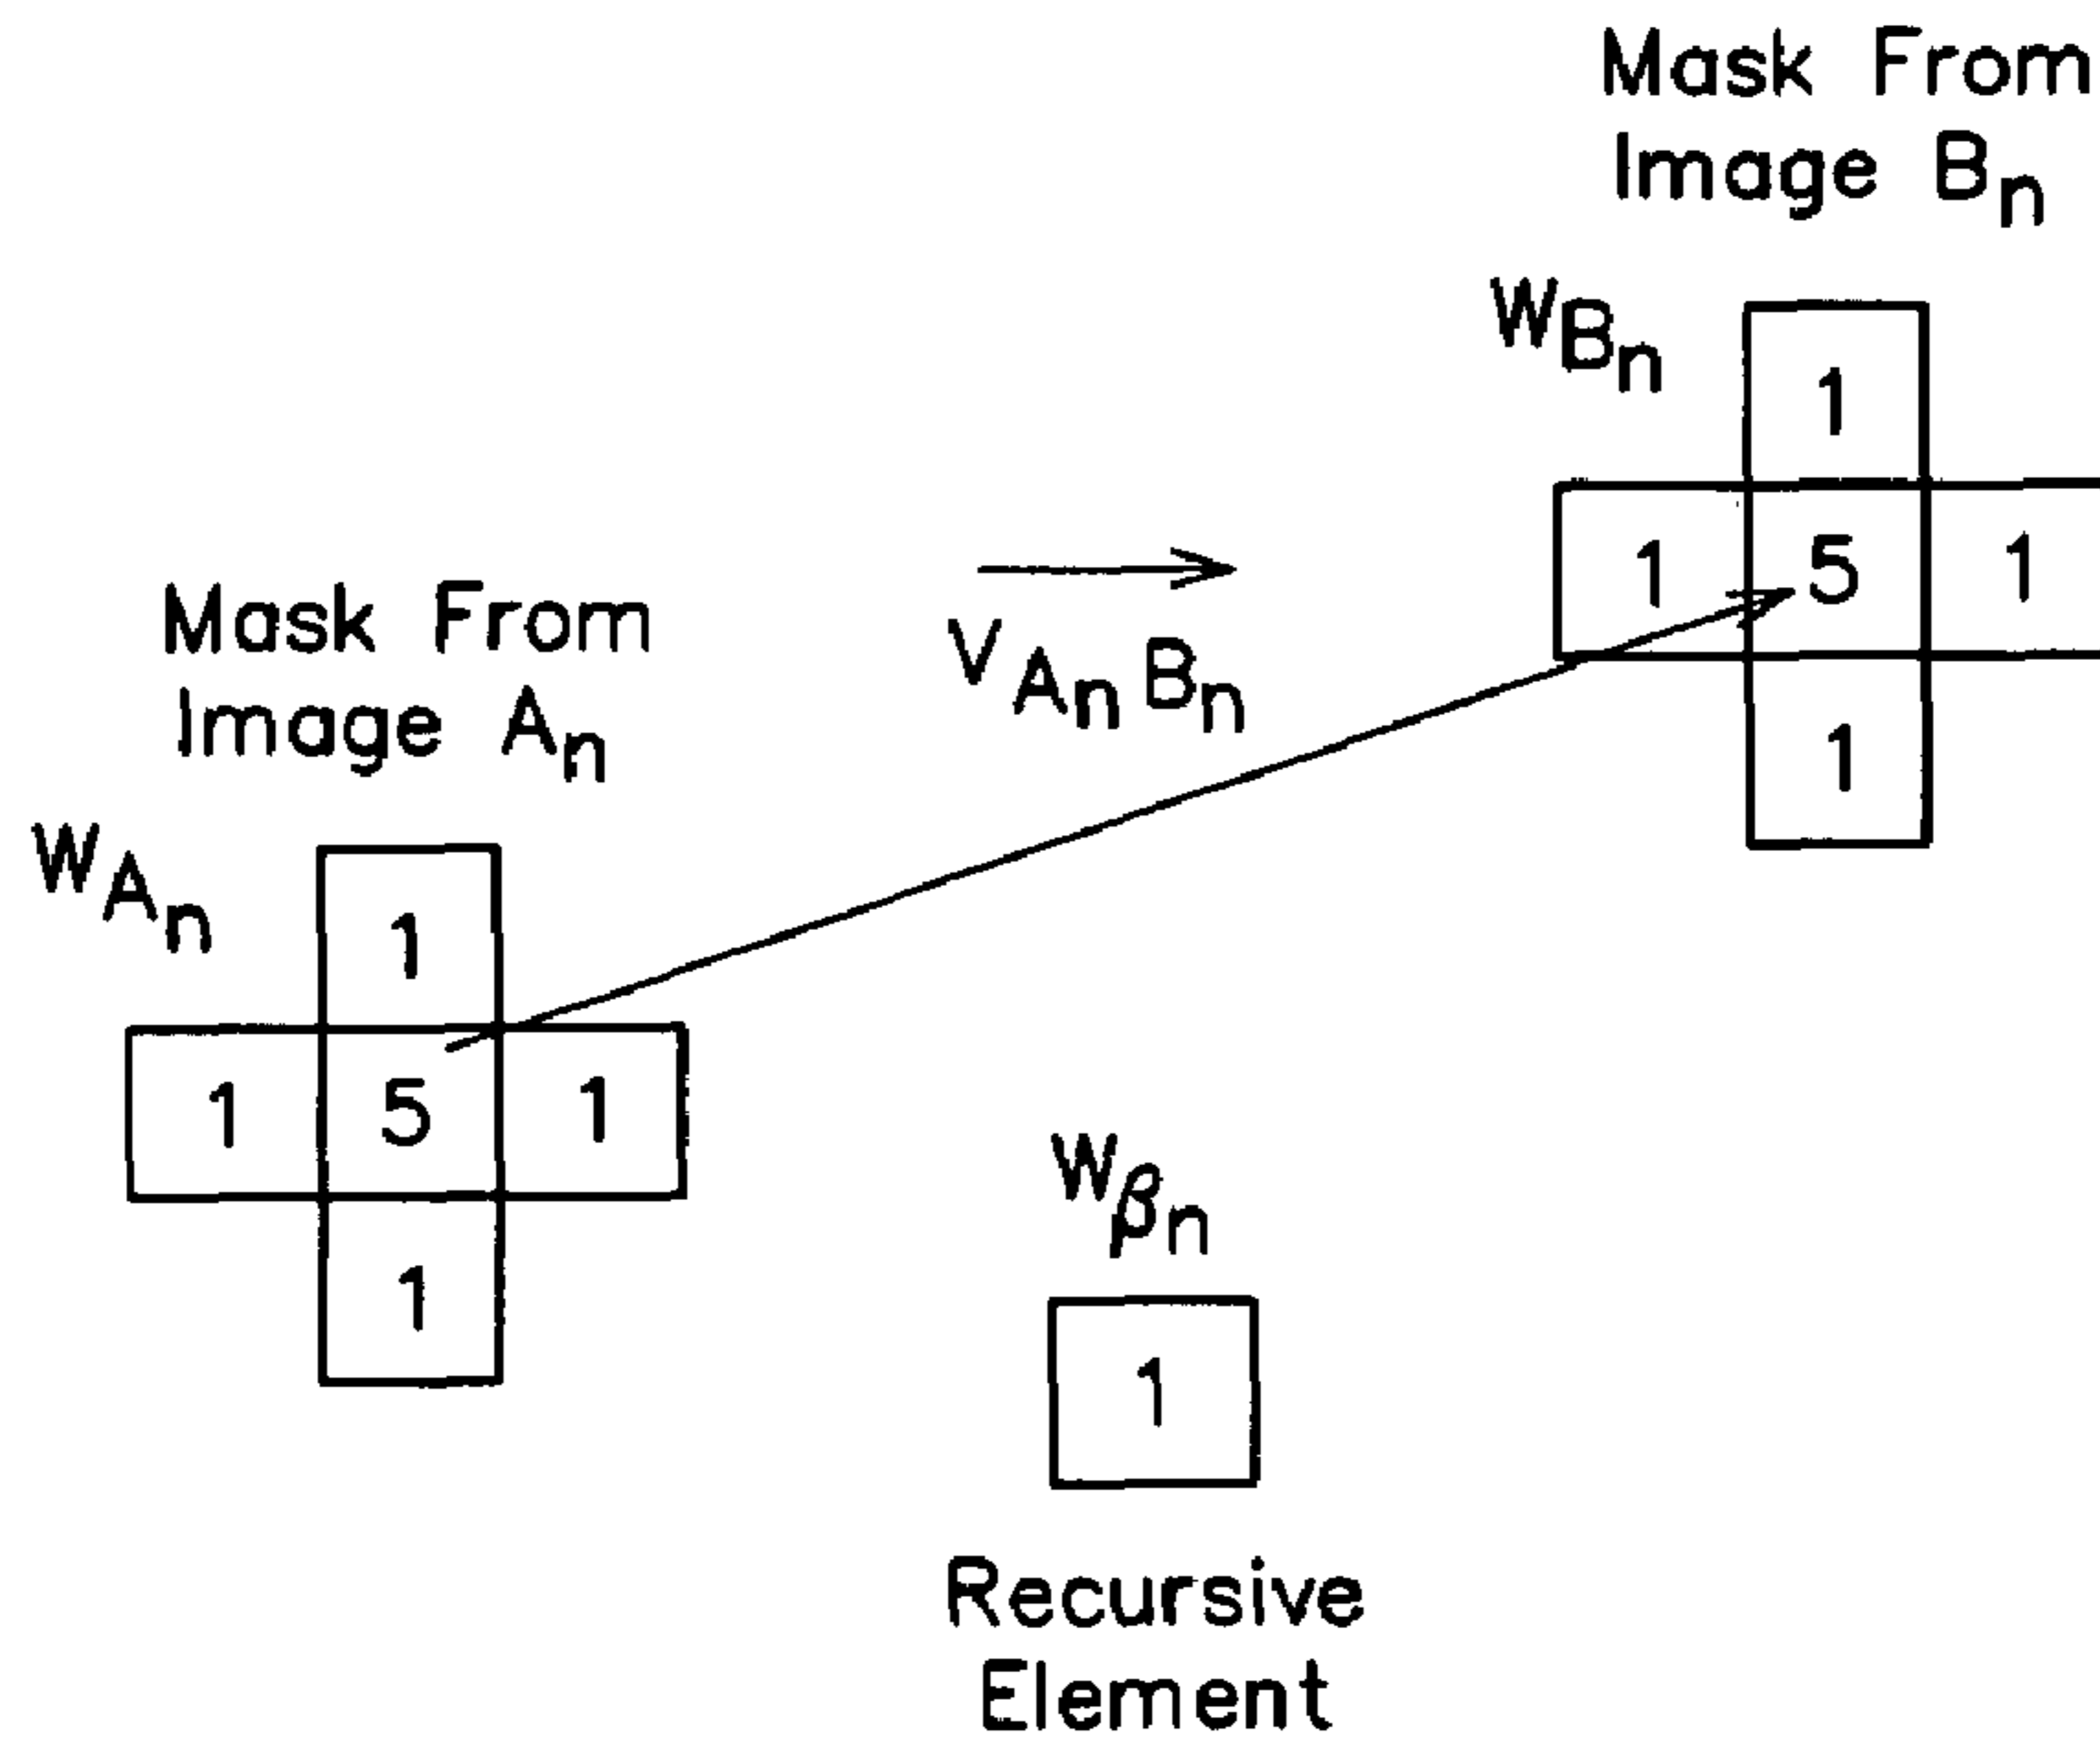 Mask From
Image Bn
WBn
1
1 5 1
1
VAnBn
Mask From
Image An
WAn
1
1 5 1
1
Wβn
1
Recursive
Element